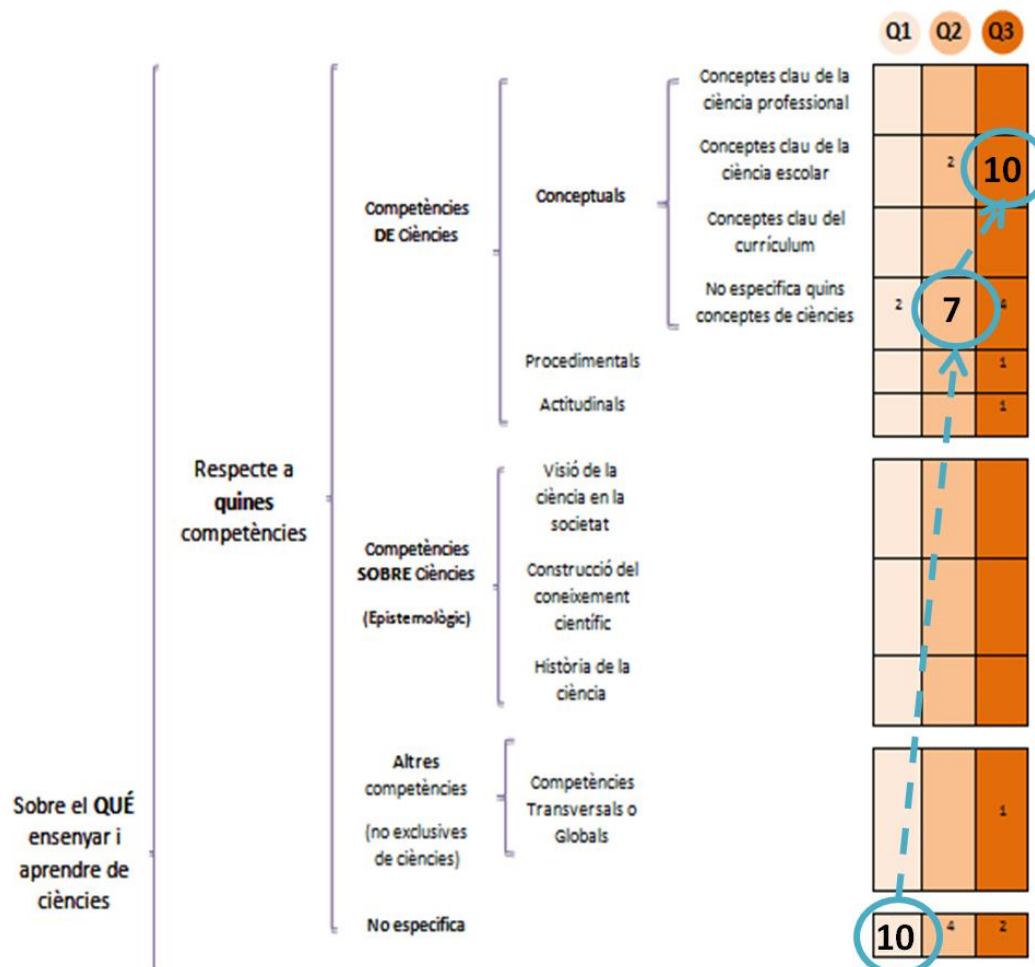 Q1 Q2 Q3
Conceptes clau de la
ciència professional
Conceptes clau de la
ciència escolar
2 10
Competències
DE Ciències
Conceptuals
Conceptes clau del
currículum
No especifica quins
conceptes de ciències
2 7 4
Procedimentals
1
Actitudinals
1
Respecte a
quines
competències
Visió de la
ciència en la
societat
Competències
SOBRE Ciències
(Epistemològic)
Construcció del
coneixement
científic
Història de la
ciència
Altres
competències
(no exclusives
de ciències)
Competències
Transversals o
Globals
1
Sobre el QUÉ
ensenyar i
aprendre de
ciències
No especifica
10 4 2